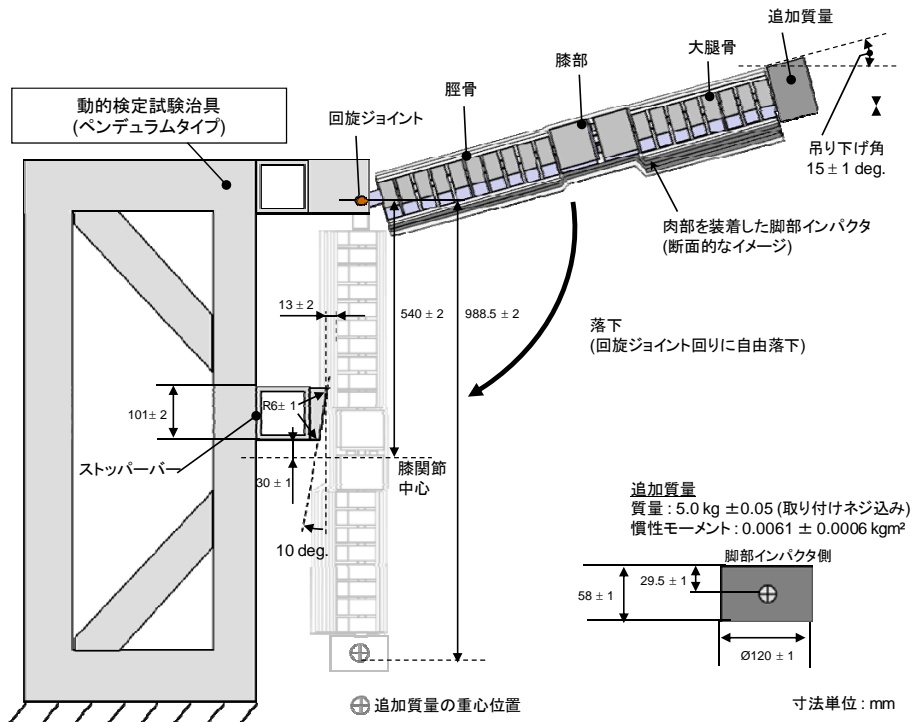 追加質量
大腿骨
膝部
脛骨
動的検定試験治具
(ペンデュラムタイプ)
回旋ジョイント
吊り下げ角
15 ± 1 deg.
肉部を装着した脚部インパクタ
(断面的なイメージ)
13 ± 2
540 ± 2
988.5 ± 2
落下
(回旋ジョイント回りに自由落下)
101 ± 2
R6± 1
ストッパーバー
30 ± 1
膝関節
中心
10 deg.
追加質量
質量 : 5.0 kg ±0.05 (取り付けネジ込み)
慣性モーメント : 0.0061 ± 0.0006 kgm²
脚部インパクタ側
29.5 ± 1
58 ± 1
Ø120 ± 1
追加質量の重心位置
寸法単位 : mm